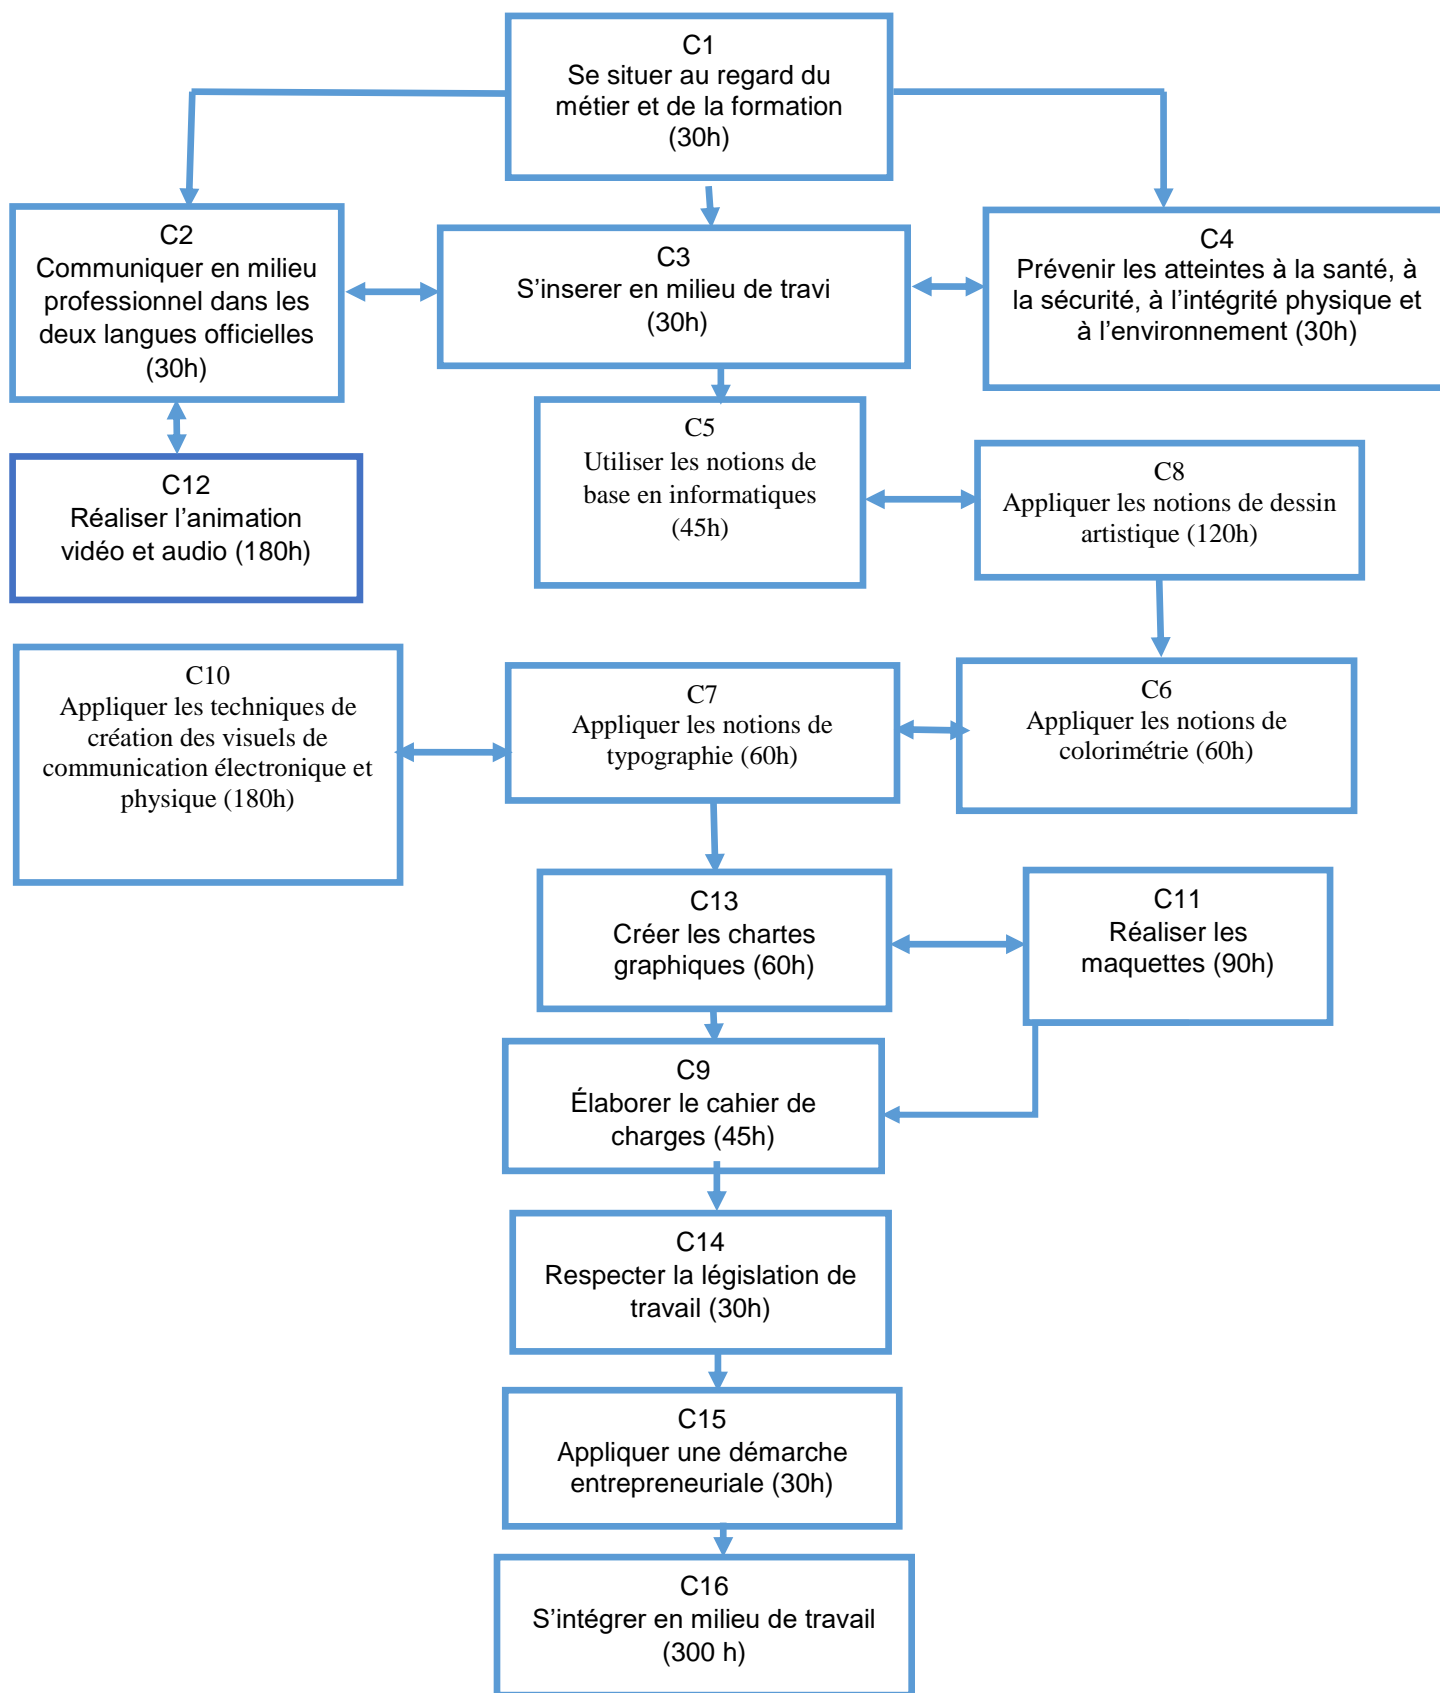 C1
Se situer au regard du
métier et de la formation
(30h)
C2
Communiquer en milieu
professionnel dans les
deux langues officielles
(30h)
C3
S’inserer en milieu de travi
(30h)
C4
Prévenir les atteintes à la santé, à
la sécurité, à l’intégrité physique et
à l’environnement (30h)
C12
Réaliser l’animation
vidéo et audio (180h)
C5
Utiliser les notions de
base en informatiques
(45h)
C8
Appliquer les notions de dessin
artistique (120h)
C10
Appliquer les techniques de
création des visuels de
communication électronique et
physique (180h)
C7
Appliquer les notions de
typographie (60h)
C6
Appliquer les notions de
colorimétrie (60h)
C13
Créer les chartes
graphiques (60h)
C11
Réaliser les
maquettes (90h)
C9
Élaborer le cahier de
charges (45h)
C14
Respecter la législation de
travail (30h)
C15
Appliquer une démarche
entrepreneuriale (30h)
C16
S’intégrer en milieu de travail
(300 h)